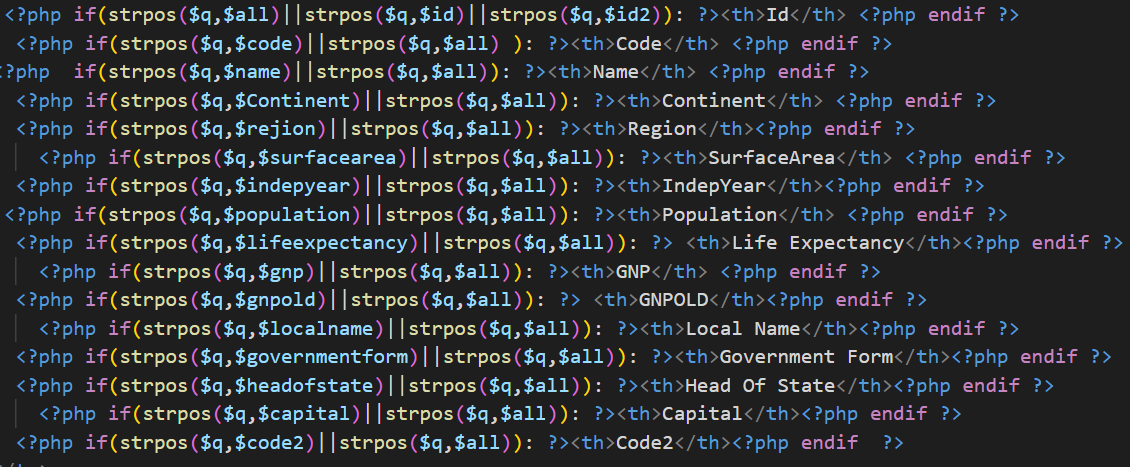 <?php if(strpos($q,$all)||strpos($q,$id)||strpos($q,$id2)): ?><th>Id</th> <?php endif ?>
<?php if(strpos($q,$code)||strpos($q,$all) ): ?><th>Code</th> <?php endif ?>
<?php  if(strpos($q,$name)||strpos($q,$all)): ?><th>Name</th> <?php endif ?>
<?php if(strpos($q,$Continent)||strpos($q,$all)): ?><th>Continent</th> <?php endif ?>
<?php if(strpos($q,$rejion)||strpos($q,$all)): ?><th>Region</th><?php endif ?>
<?php if(strpos($q,$surfacearea)||strpos($q,$all)): ?><th>SurfaceArea</th> <?php endif ?>
<?php if(strpos($q,$indepyear)||strpos($q,$all)): ?><th>IndepYear</th><?php endif ?>
<?php if(strpos($q,$population)||strpos($q,$all)): ?><th>Population</th> <?php endif ?>
<?php if(strpos($q,$lifeexpectancy)||strpos($q,$all)): ?> <th>Life Expectancy</th><?php endif ?>
<?php if(strpos($q,$gnp)||strpos($q,$all)): ?><th>GNP</th> <?php endif ?>
<?php if(strpos($q,$gnpold)||strpos($q,$all)): ?> <th>GNPOLD</th><?php endif ?>
<?php if(strpos($q,$localname)||strpos($q,$all)): ?><th>Local Name</th><?php endif ?>
<?php if(strpos($q,$governmentform)||strpos($q,$all)): ?><th>Government Form</th><?php endif ?>
<?php if(strpos($q,$headofstate)||strpos($q,$all)): ?><th>Head Of State</th><?php endif ?>
<?php if(strpos($q,$capital)||strpos($q,$all)): ?><th>Capital</th><?php endif ?>
<?php if(strpos($q,$code2)||strpos($q,$all)): ?><th>Code2</th><?php endif  ?>